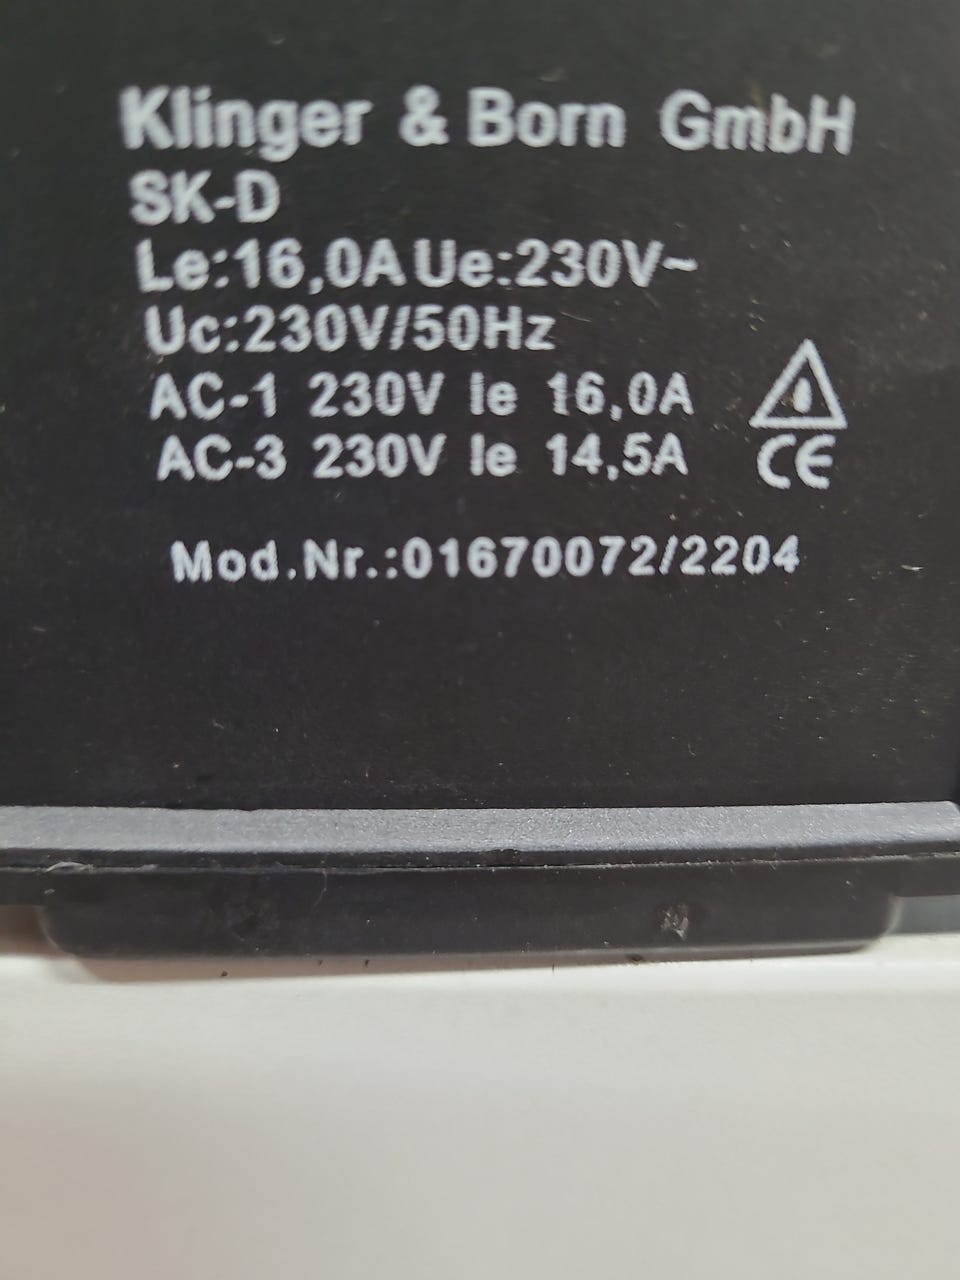 Klinger & Born GmbH
SK-D
Le:16,0A Ue:230V~
Uc:230V/50Hz
AC-1 230V Ie 16,0A
AC-3 230V Ie 14,5A
CE
Mod.Nr.:01670072/2204